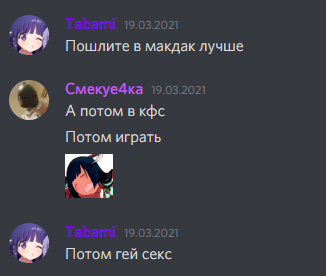 Tabami 19.03.2021
Пошлите в макдак лучше
Смекуе4ка 19.03.2021
А потом в кфс
Потом играть
Tabami 19.03.2021
Потом гей секс